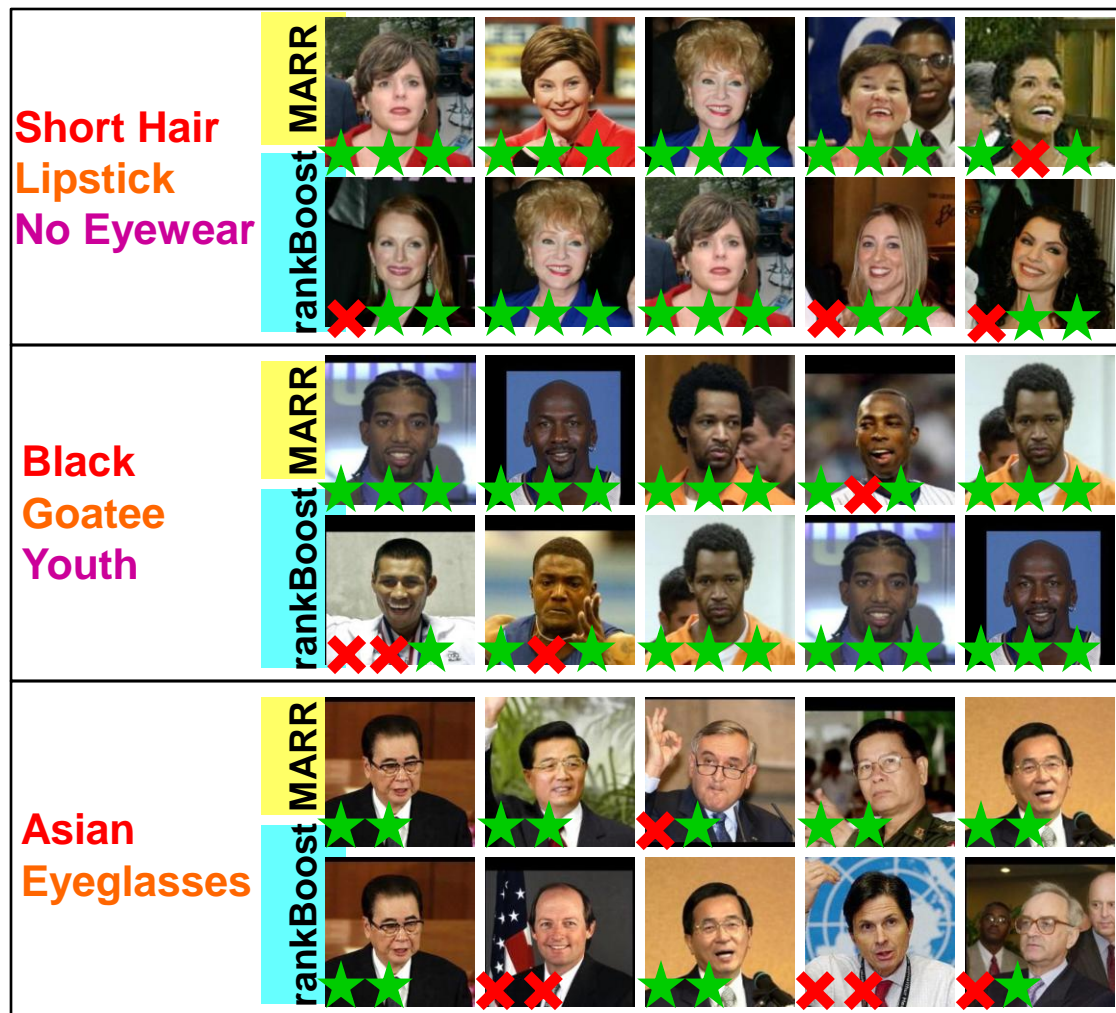 Short Hair
Lipstick
No Eyewear
MARR
rankBoost
Black
Goatee
Youth
MARR
rankBoost
Asian
Eyeglasses
MARR
rankBoost